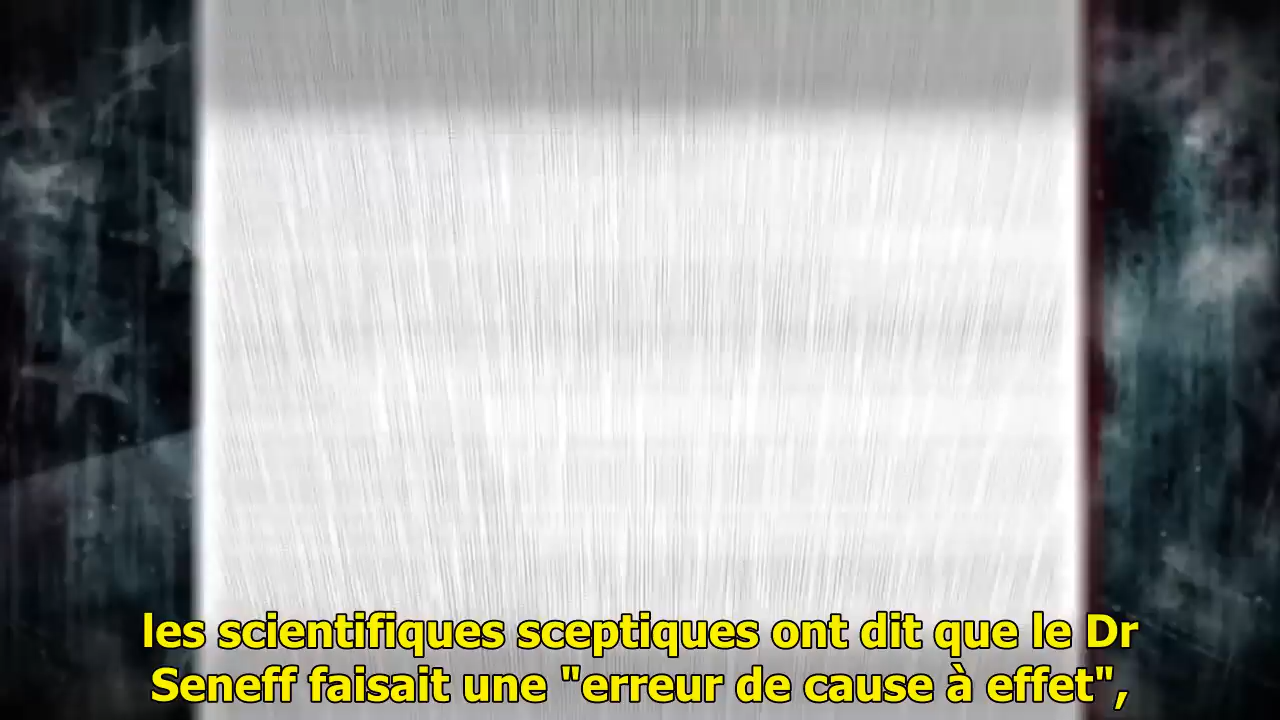 les scientifiques sceptiques ont dit que le Dr
Seneff faisait une "erreur de cause à effet",